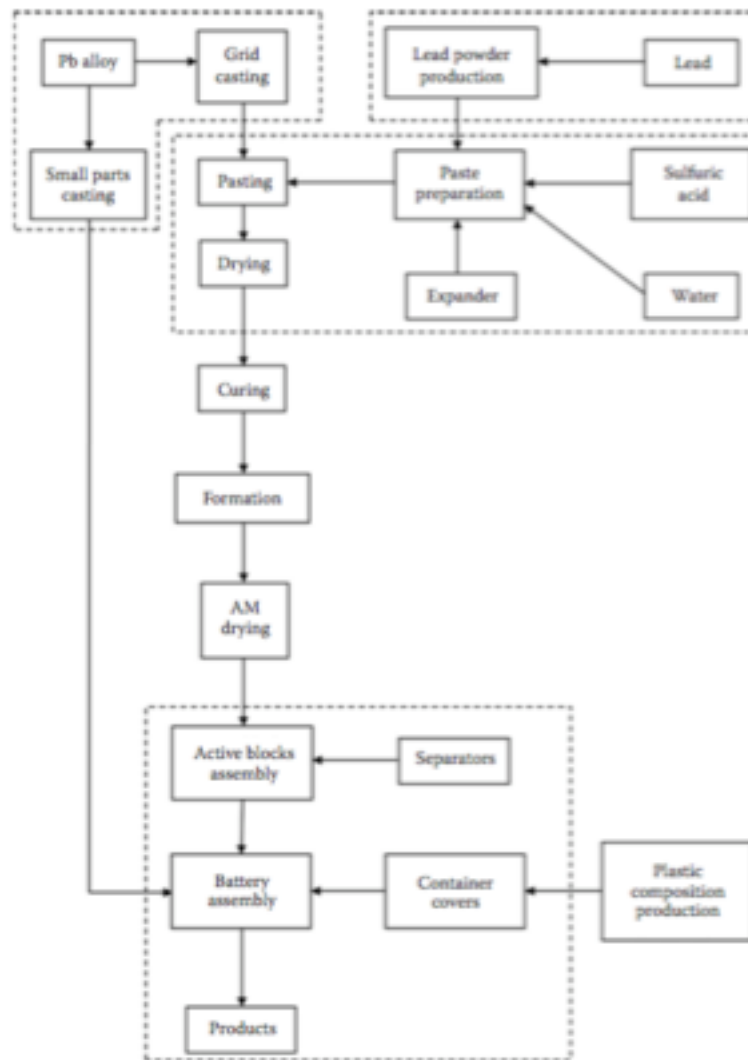 Pb alloy
Grid
casting
Lead powder
production
Lead
Small parts
casting
Pasting
Paste
preparation
Sulfuric
acid
Drying
Expander
Water
Curing
Formation
AM
drying
Active blocks
assembly
Separators
Battery
assembly
Container
covers
Plastic
composition
production
Products